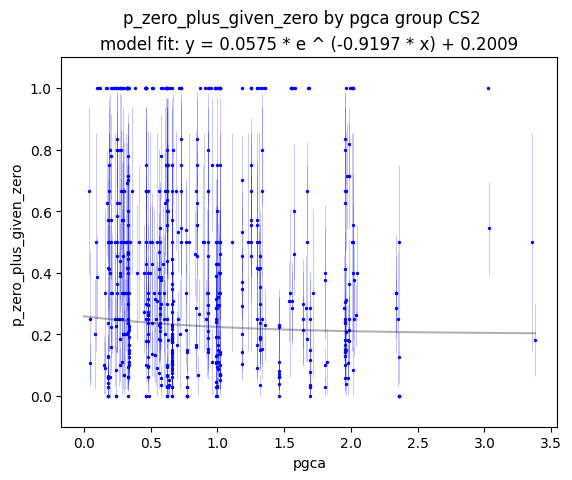 p_zero_plus_given_zero by pgca group CS2
model fit: y = 0.0575 * e ^ (-0.9197 * x) + 0.2009
p_zero_plus_given_zero
1.0
0.8
0.6
0.4
0.2
0.0
0.0 0.5 1.0 1.5 2.0 2.5 3.0 3.5
pgca